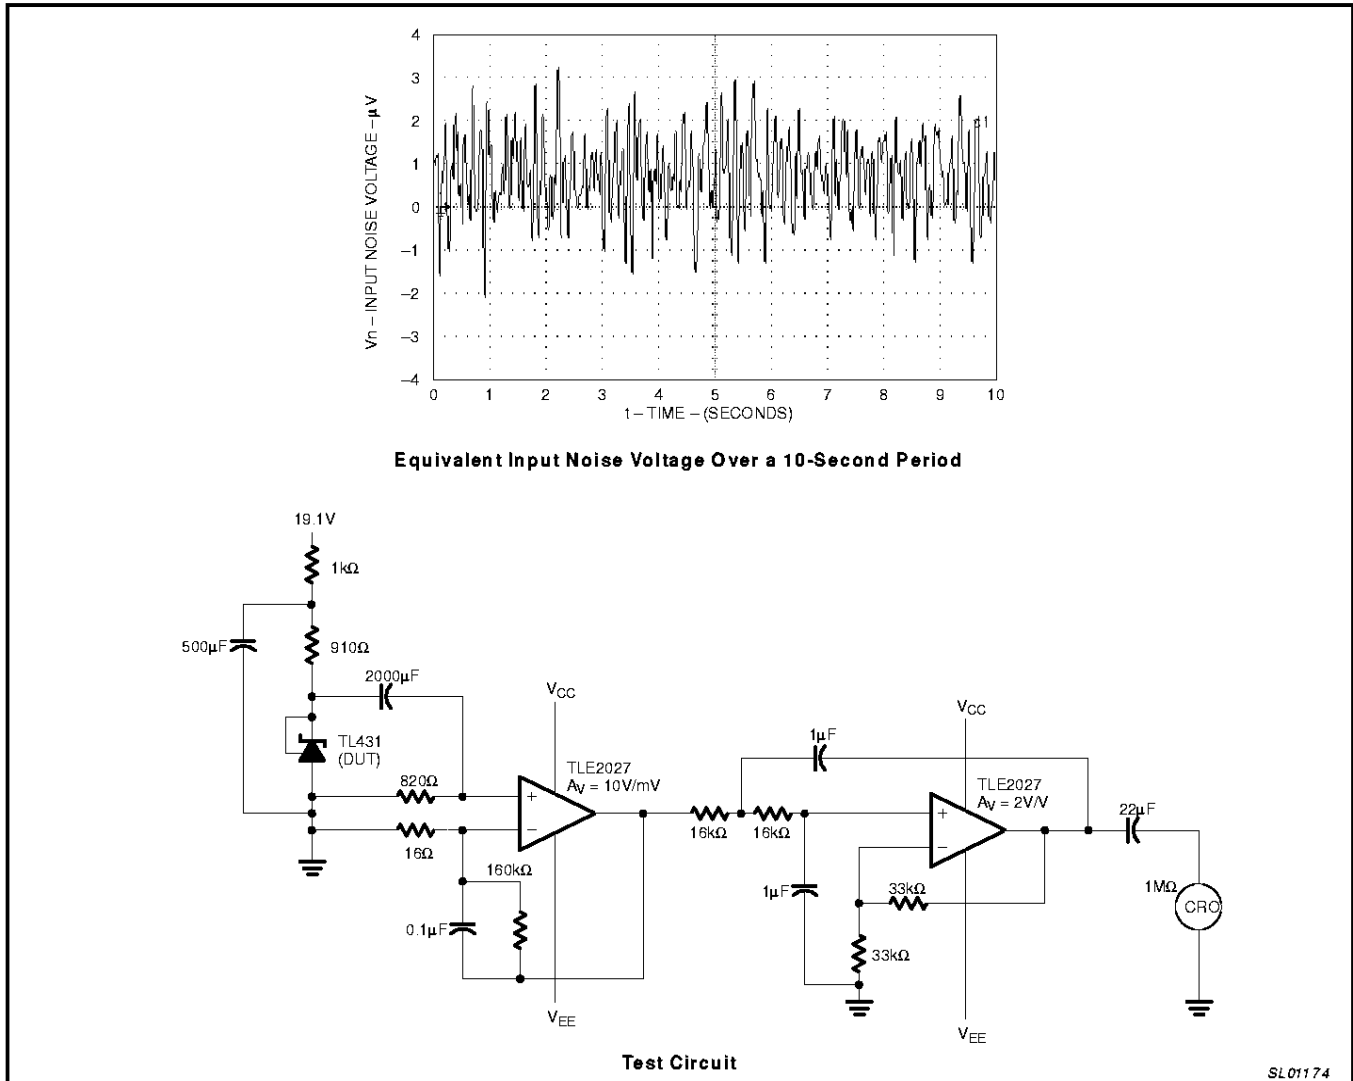 4
3
2
1
0
−1
−2
−3
−4
Vn – INPUT NOISE VOLTAGE – μV
0 1 2 3 4 5 6 7 8 9 10
t – TIME – (SECONDS)
Equivalent Input Noise Voltage Over a 10-Second Period
19.1V
1kΩ
500μF
910Ω
2000μF
VCC
TL431
(DUT)
820Ω
TLE2027
AV = 10V/mV
16Ω
160kΩ
0.1μF
VEE
1μF
VCC
16kΩ
16kΩ
TLE2027
AV = 2V/V
22μF
1μF
33kΩ
1MΩ
CRO
33kΩ
VEE
Test Circuit
SL01174